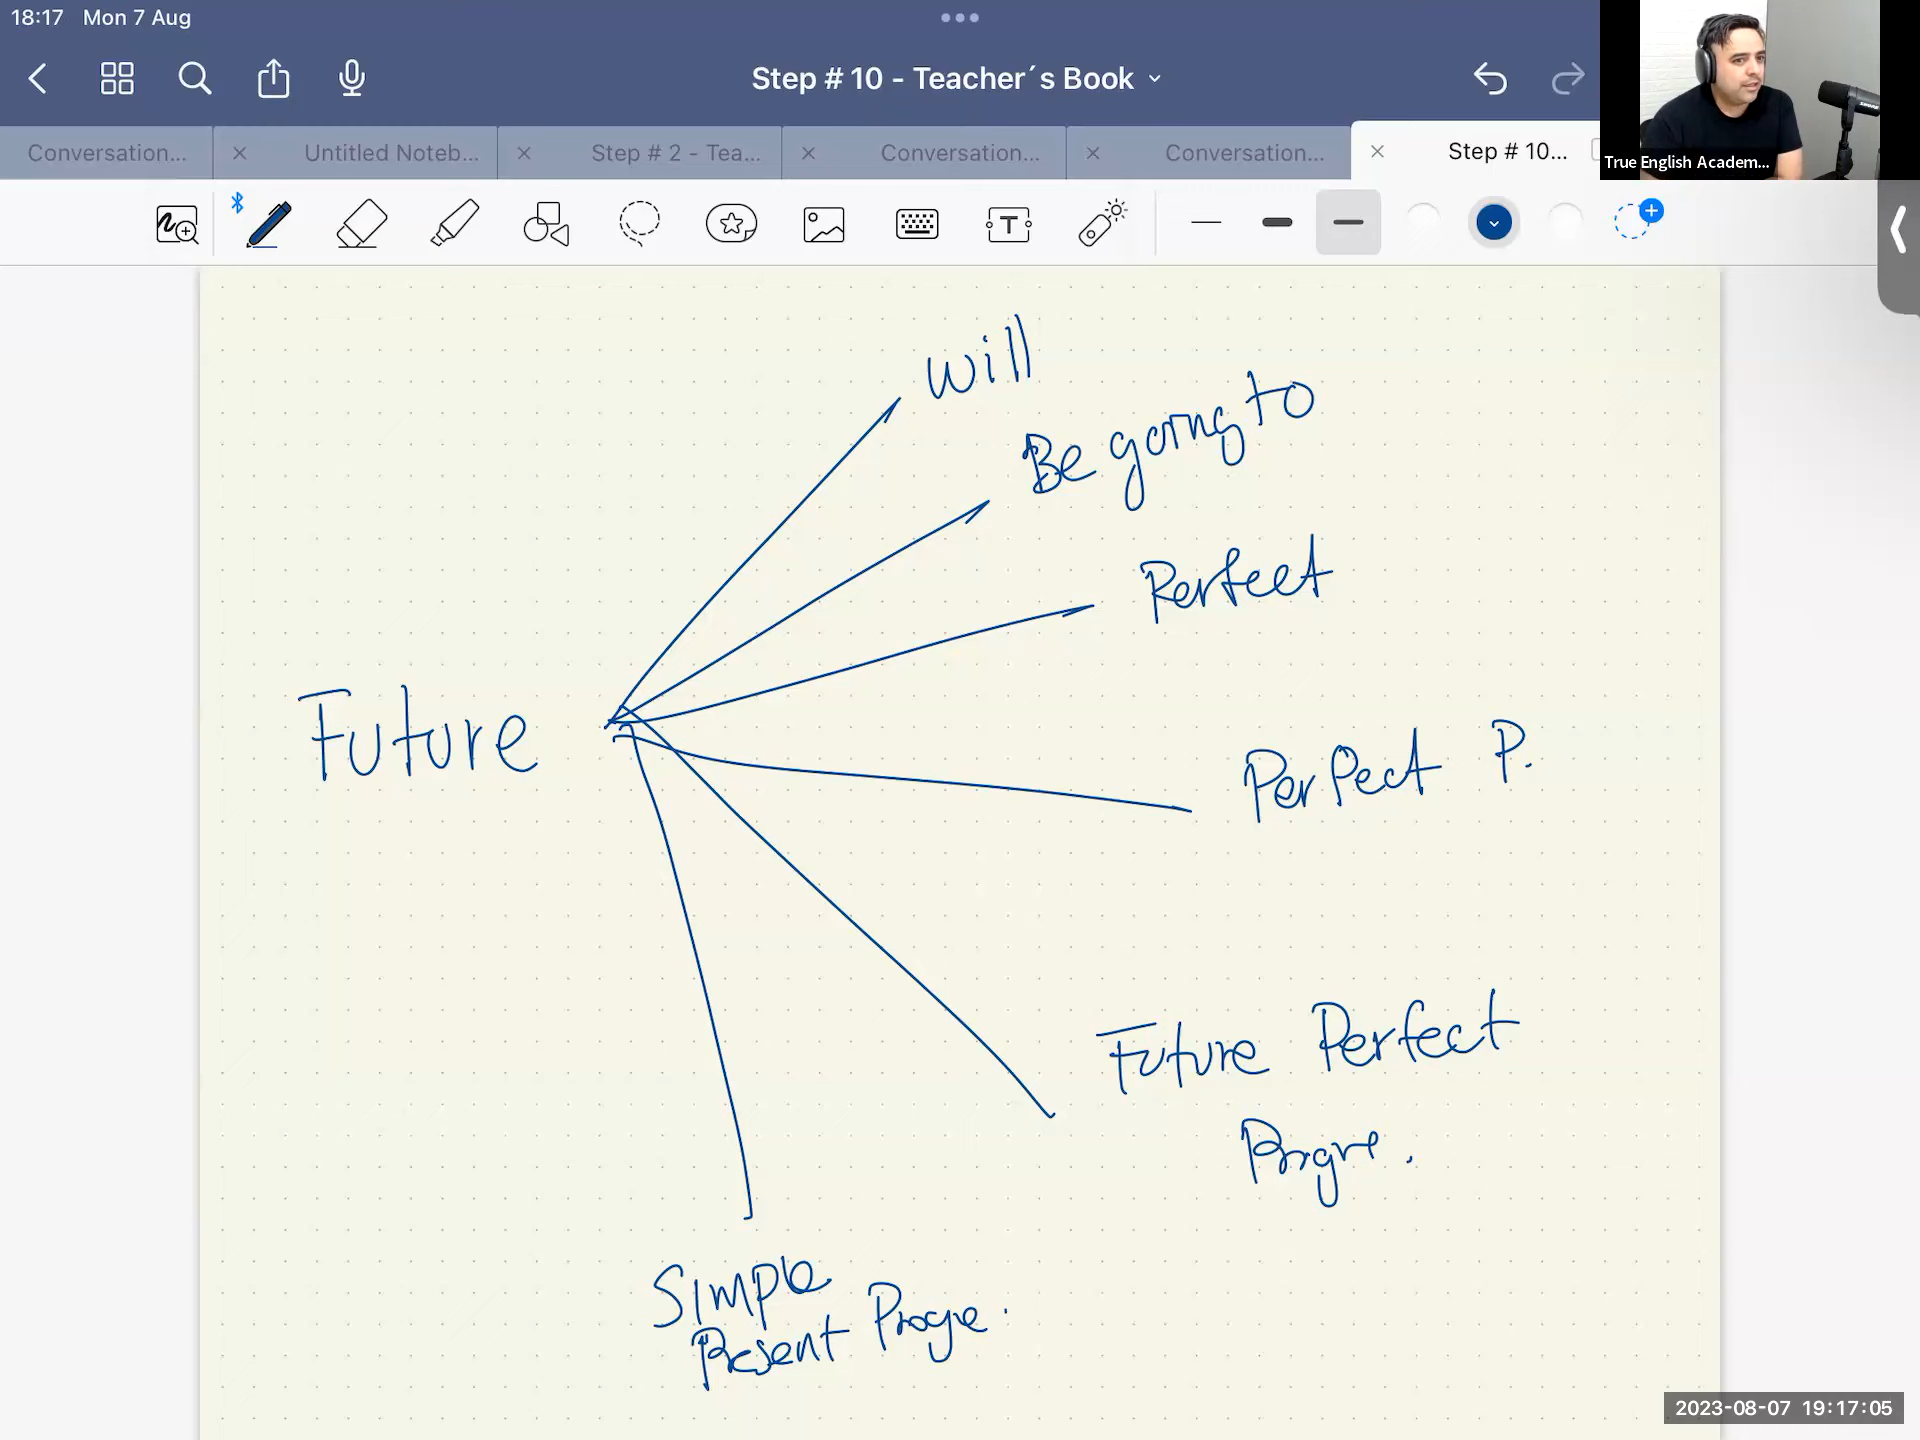 18:17 Mon 7 Aug
Step # 10 - Teacher´s Book
True English Academ...
Conversation...
Untitled Noteb...
Step # 2 - Tea...
Conversation...
Conversation...
Step # 10...
T
will
Be going to
Perfect
Future
Perfect P.
Future Perfect
Progre.
Simple
Present Progre.
2023-08-07 19:17:05